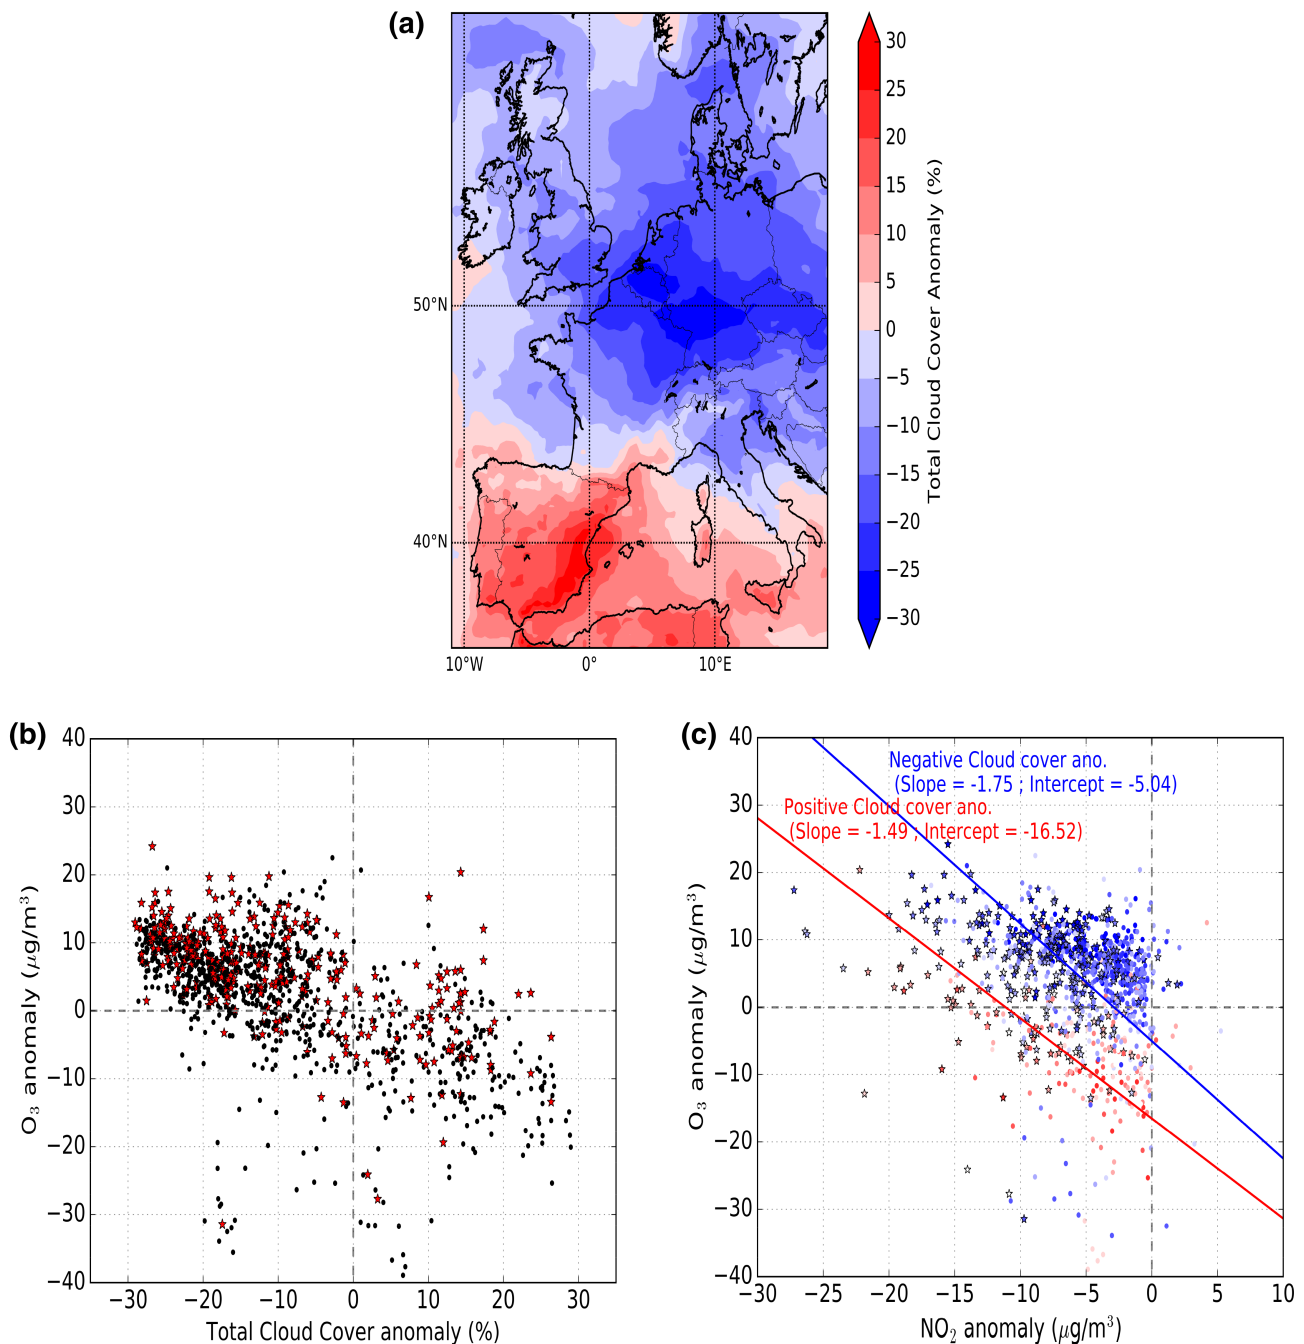 (a)
50°N
40°N
10°W 0° 10°E
30
25
20
15
10
5
0
−5
−10
−15
−20
−25
−30
Total Cloud Cover Anomaly (%)
(b)
40
30
20
10
0
−10
−20
−30
−40
O₃ anomaly (μg/m³)
−30 −20 −10 0 10 20 30
Total Cloud Cover anomaly (%)
(c)
40
30
20
10
0
−10
−20
−30
−40
O₃ anomaly (μg/m³)
Negative Cloud cover ano.
(Slope = -1.75 ; Intercept = -5.04)
Positive Cloud cover ano.
(Slope = -1.49 ; Intercept = -16.52)
−30 −25 −20 −15 −10 −5 0 5 10
NO₂ anomaly (μg/m³)